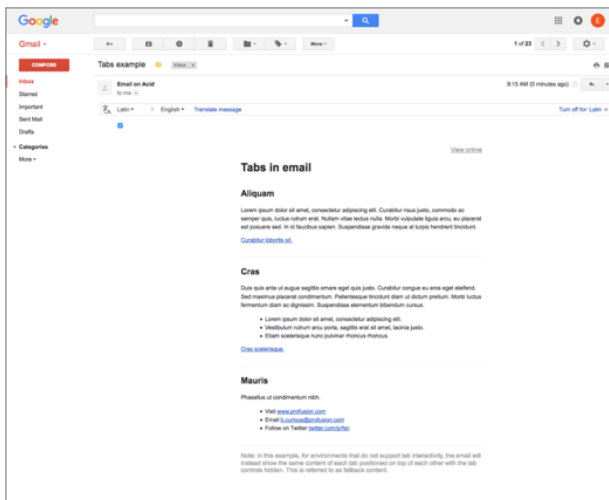 Google
E
Gmail
More
1 of 23
COMPOSE
Tabs example
Inbox x
Inbox
Starred
Important
Sent Mail
Drafts
Categories
More
Email on Acid
to me
9:15 AM (0 minutes ago)
Latin > English Translate message
Turn off for: Latin x
View online
Tabs in email
Aliquam
Lorem ipsum dolor sit amet, consectetur adipiscing elit. Curabitur risus justo, commodo ac
semper quis, luctus rutrum erat. Nullam vitae lectus nulla. Morbi vulputate ligula arcu, eu placerat
est posuere sed. In id faucibus sapien. Suspendisse gravida neque at turpis hendrerit tincidunt.
Curabitur lobortis sit.
Cras
Duis quis ante ut augue sagittis ornare eget quis justo. Curabitur congue eu eros eget eleifend.
Sed maximus placerat condimentum. Pellentesque tincidunt diam ut dictum pretium. Morbi luctus
fermentum diam ac dignissim. Suspendisse elementum bibendum cursus.
• Lorem ipsum dolor sit amet, consectetur adipiscing elit.
• Vestibulum rutrum arcu porta, sagittis erat sit amet, lacinia justo.
• Etiam scelerisque nunc pulvinar rhoncus rhoncus.
Cras scelerisque.
Mauris
Phasellus ut condimentum nibh.
• Visit www.profusion.com
• Email b.curious@profusion.com
• Follow on Twitter twitter.com/prfsn
Note: in this example, for environments that do not support tab interactivity, the email will
instead show the same content of each tab positioned on top of each other with the tab
controls hidden. This is referred to as fallback content.